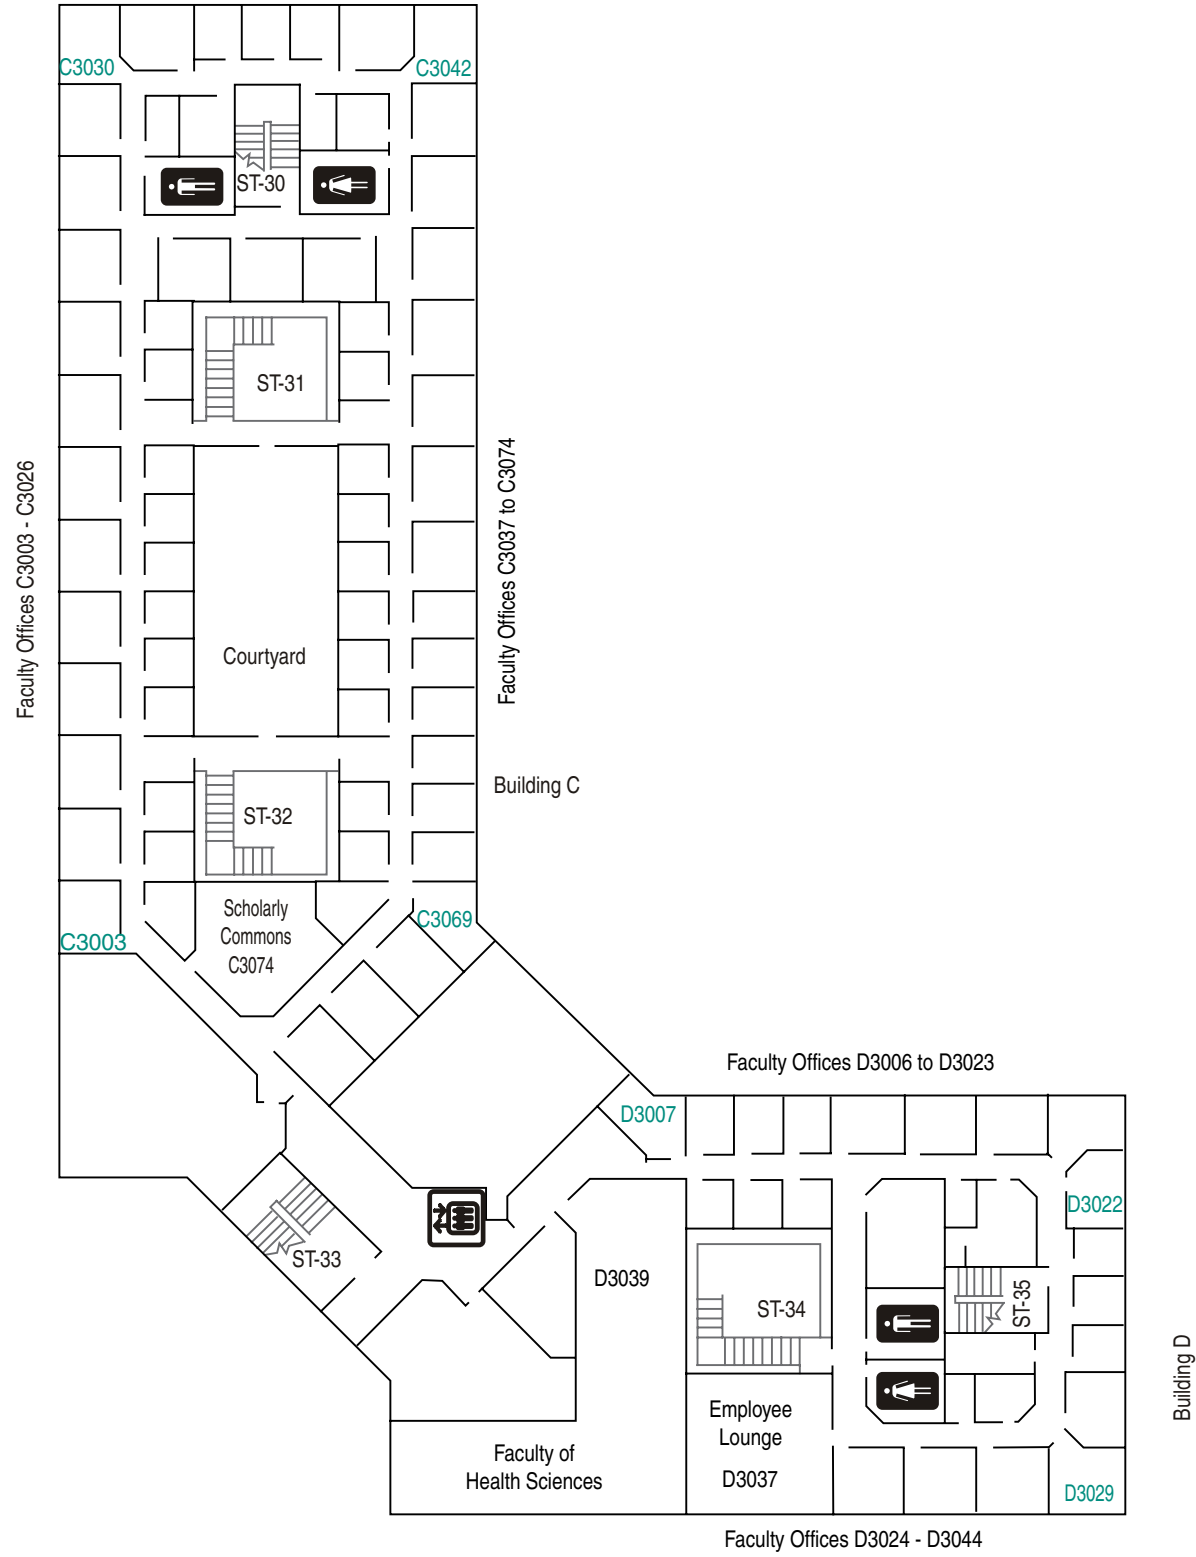 C3030
C3042
ST-30
ST-31
Faculty Offices C3003 - C3026
Faculty Offices C3037 to C3074
Courtyard
Building C
ST-32
Scholarly
Commons
C3074
C3069
C3003
Faculty Offices D3006 to D3023
D3007
D3022
ST-33
D3039
ST-34
ST-35
Building D
Employee
Lounge
D3037
Faculty of
Health Sciences
D3029
Faculty Offices D3024 - D3044